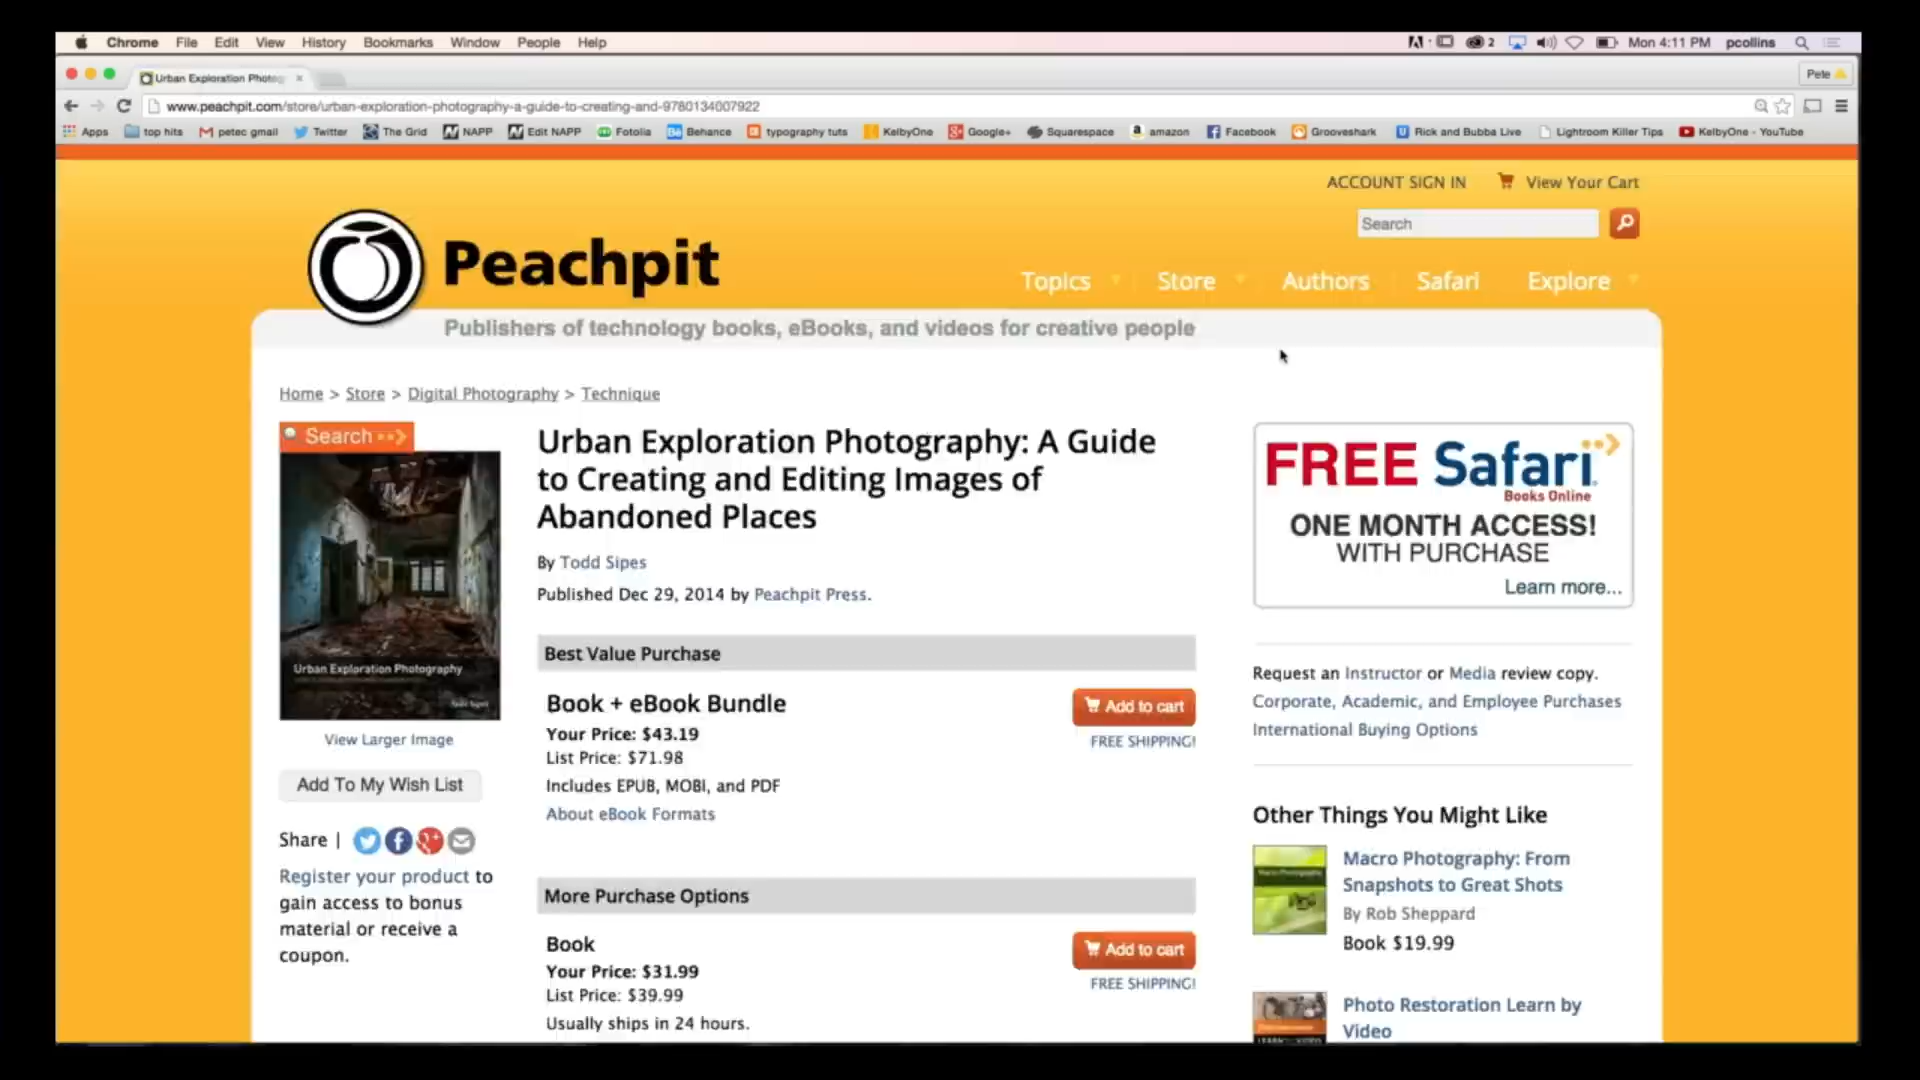 Chrome File Edit View History Bookmarks Window People Help
2 Mon 4:11 PM pcollins
Urban Exploration Photog
Pete
www.peachpit.com/store/urban-exploration-photography-a-guide-to-creating-and-9780134007922
Apps top hits petec gmail Twitter The Grid NAPP Edit NAPP Fotolia Behance typography tuts KelbyOne Google+ Squarespace amazon Facebook Grooveshark Rick and Bubba Live Lightroom Killer Tips KelbyOne - YouTube
ACCOUNT SIGN IN View Your Cart
Search
Peachpit
Topics Store Authors Safari Explore
Publishers of technology books, eBooks, and videos for creative people
Home > Store > Digital Photography > Technique
Search
Urban Exploration Photography
View Larger Image
Add To My Wish List
Share |
Register your product to
gain access to bonus
material or receive a
coupon.
Urban Exploration Photography: A Guide
to Creating and Editing Images of
Abandoned Places
By Todd Sipes
Published Dec 29, 2014 by Peachpit Press.
Best Value Purchase
Book + eBook Bundle
Your Price: $43.19
List Price: $71.98
Includes EPUB, MOBI, and PDF
About eBook Formats
Add to cart
FREE SHIPPING!
More Purchase Options
Book
Your Price: $31.99
List Price: $39.99
Usually ships in 24 hours.
Add to cart
FREE SHIPPING!
FREE Safari
Books Online
ONE MONTH ACCESS!
WITH PURCHASE
Learn more...
Request an Instructor or Media review copy.
Corporate, Academic, and Employee Purchases
International Buying Options
Other Things You Might Like
Macro Photography: From
Snapshots to Great Shots
By Rob Sheppard
Book $19.99
Photo Restoration Learn by
Video